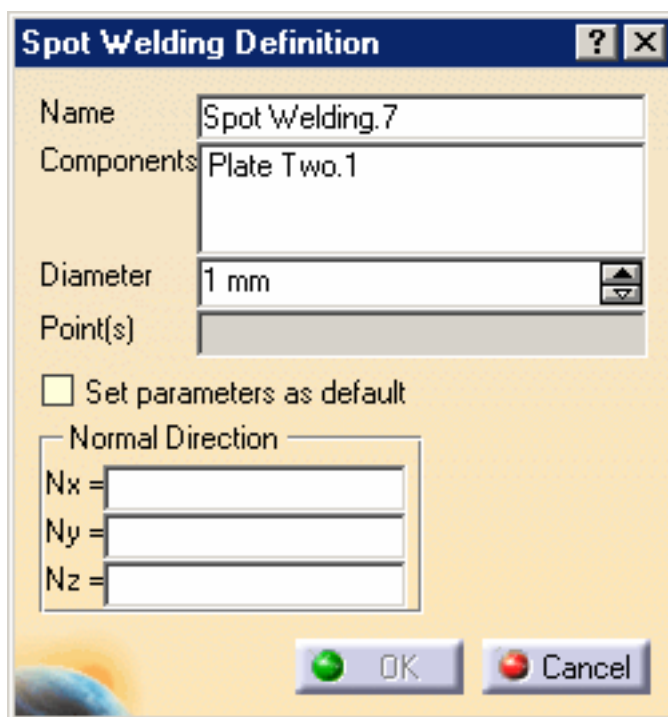 Spot Welding Definition ? X
Name Spot Welding.7
Components Plate Two.1
Diameter 1 mm
Point(s)
Set parameters as default
Normal Direction
Nx =
Ny =
Nz =
OK Cancel